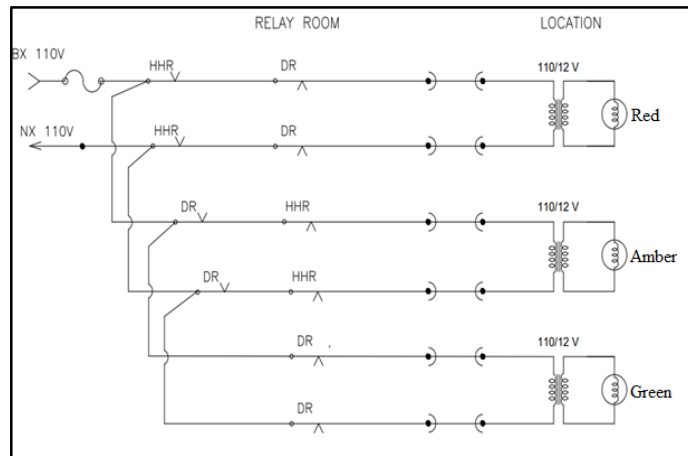 RELAY ROOM LOCATION
BX 110V
HHR DR 110/12 V
Red
NX 110V HHR DR
DR HHR 110/12 V
Amber
DR HHR
DR 110/12 V
Green
DR